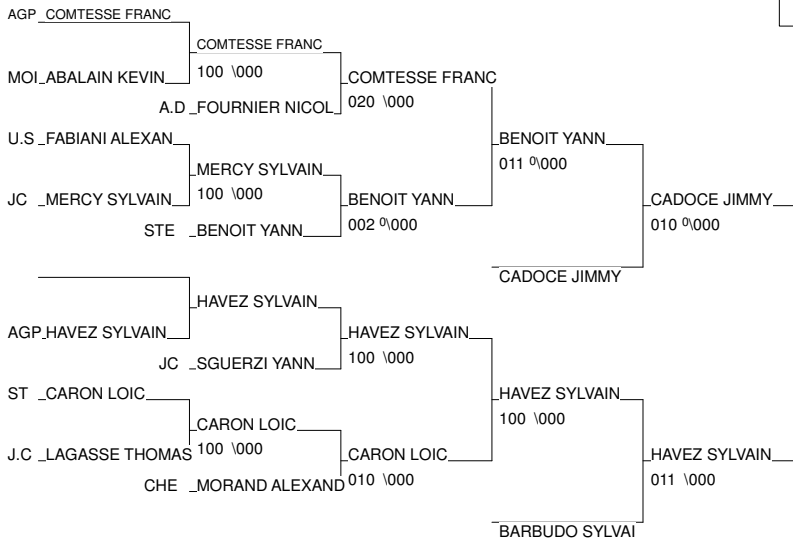 AGP COMTESSE FRANC
COMTESSE FRANC
MOI ABALAIN KEVIN
100 \000
COMTESSE FRANC
A.D FOURNIER NICOL
020 \000
U.S FABIANI ALEXAN
BENOIT YANN
011 0\000
MERCY SYLVAIN
100 \000
JC MERCY SYLVAIN
BENOIT YANN
002 0\000
CADOCE JIMMY
010 0\000
STE BENOIT YANN
CADOCE JIMMY
HAVEZ SYLVAIN
AGP HAVEZ SYLVAIN
HAVEZ SYLVAIN
100 \000
JC SGUERZI YANN
ST CARON LOIC
HAVEZ SYLVAIN
100 \000
CARON LOIC
100 \000
J.C LAGASSE THOMAS
CARON LOIC
010 \000
HAVEZ SYLVAIN
011 \000
CHE MORAND ALEXAND
BARBUDO SYLVAI